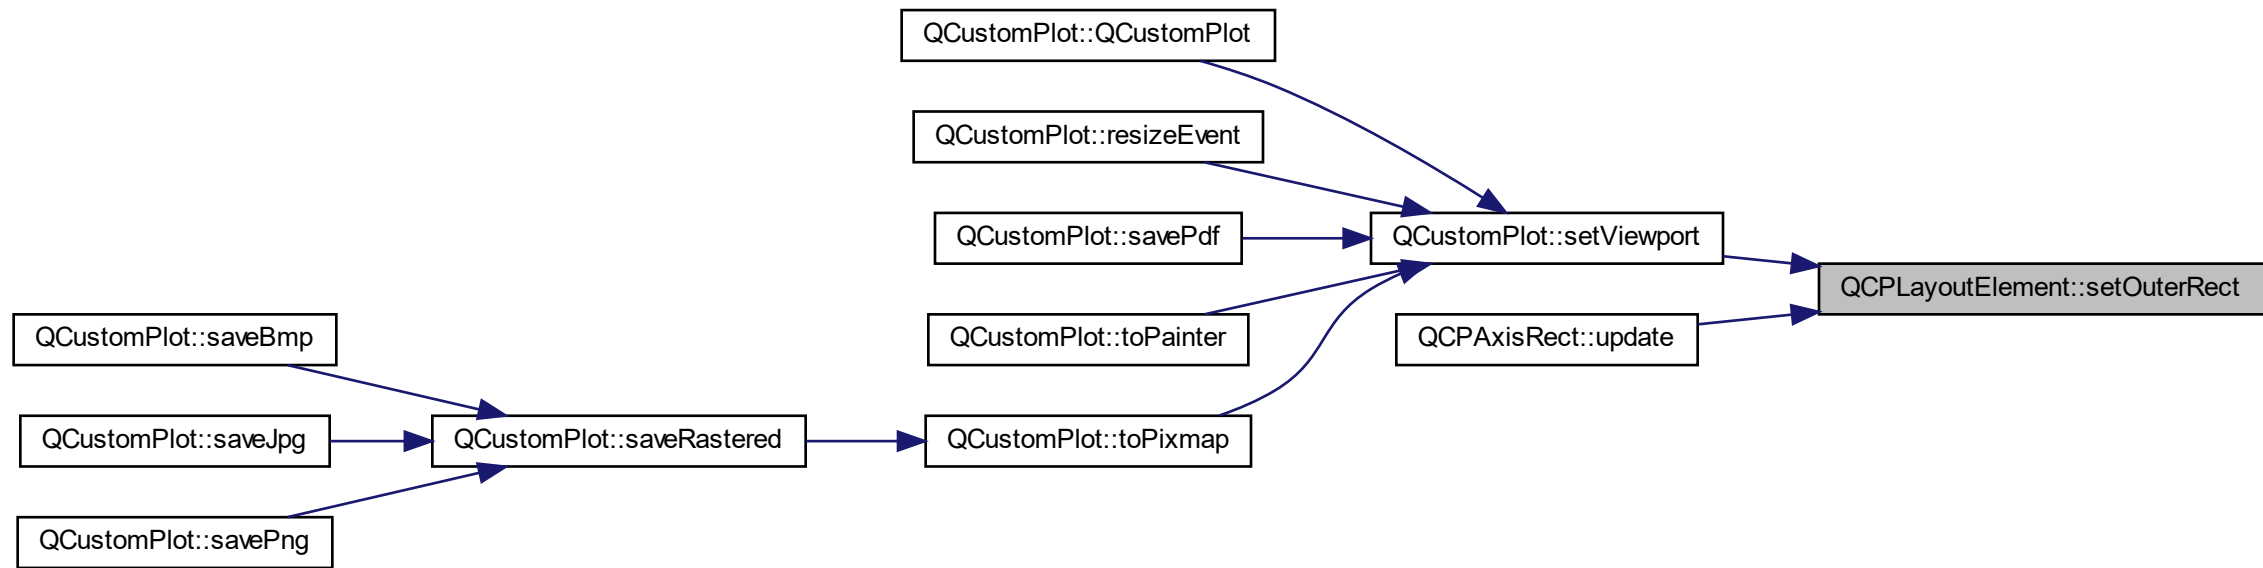 QCustomPlot::QCustomPlot
QCustomPlot::resizeEvent
QCustomPlot::savePdf
QCustomPlot::setViewport
QCPLayoutElement::setOuterRect
QCustomPlot::saveBmp
QCustomPlot::toPainter
QCPAxisRect::update
QCustomPlot::saveJpg
QCustomPlot::saveRastered
QCustomPlot::toPixmap
QCustomPlot::savePng